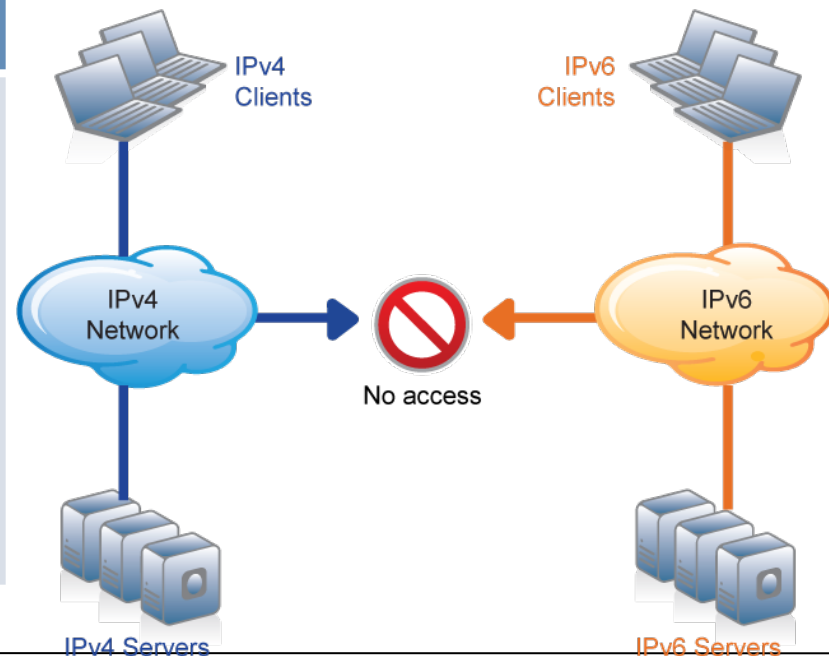 IPv4
Clients
IPv6
Clients
IPv4
Network
IPv6
Network
No access
IPv4 Servers
IPv6 Servers